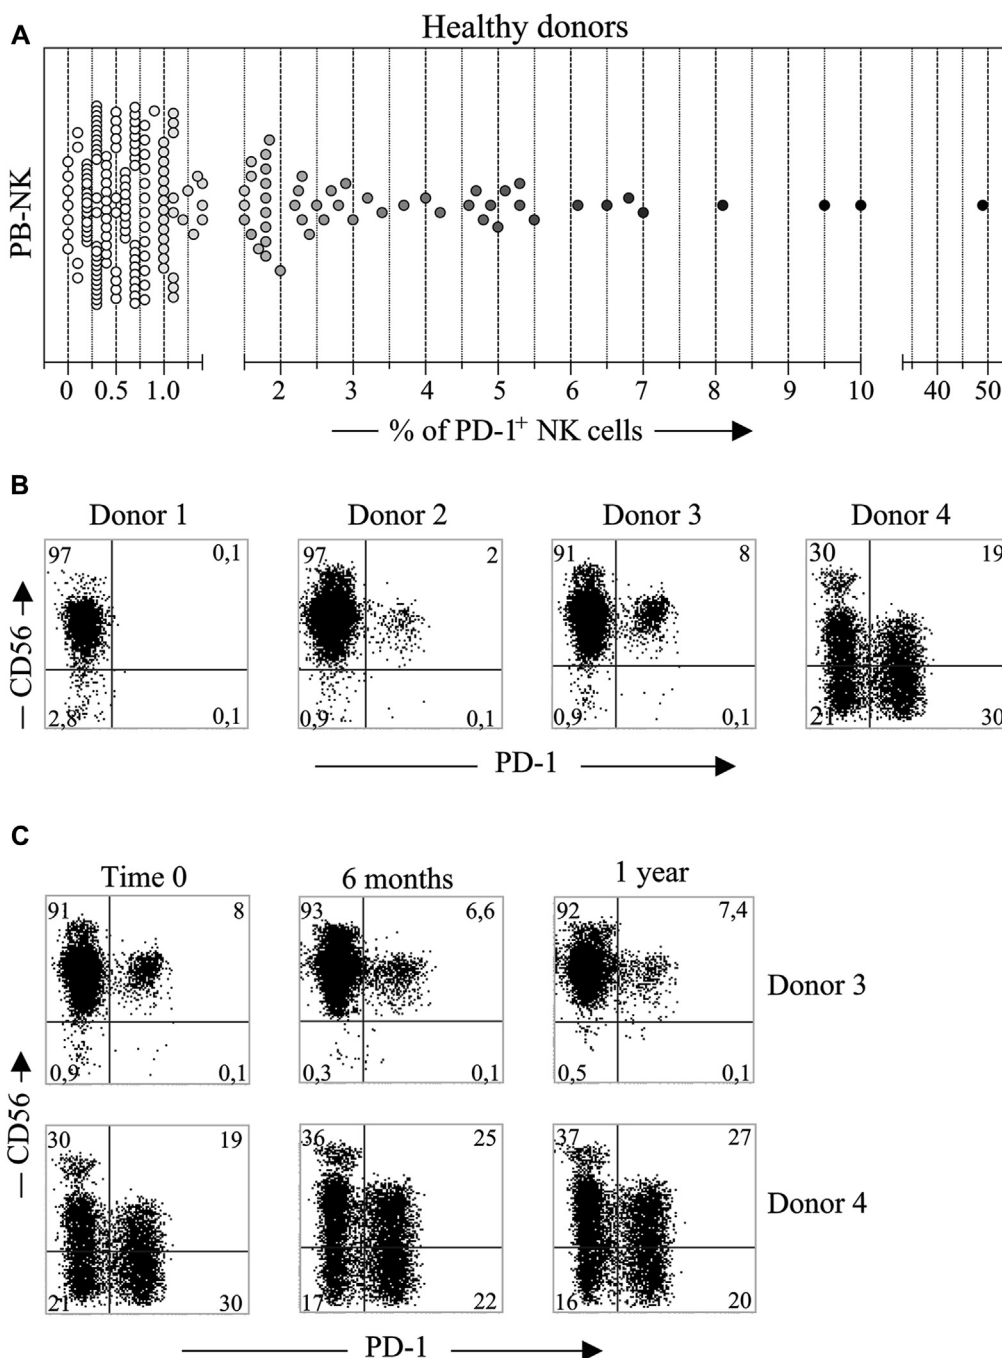 A
Healthy donors
PB-NK
0 0.5 1.0 2 3 4 5 6 7 8 9 10 40 50
% of PD-1+ NK cells
B
Donor 1 Donor 2 Donor 3 Donor 4
97 0,1 97 2 91 8 30 19
CD56
2,8 0,1 0,9 0,1 0,9 0,1 21 30
PD-1
C
Time 0 6 months 1 year
91 8 93 6,6 92 7,4
Donor 3
0,9 0,1 0,3 0,1 0,5 0,1
CD56
30 19 36 25 37 27
Donor 4
21 30 17 22 16 20
PD-1